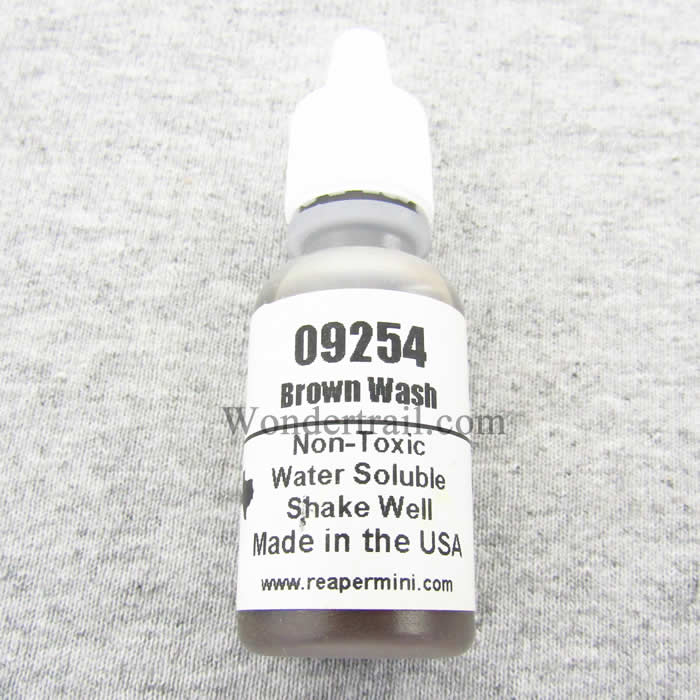 09254
Brown Wash
Wondertrail.com
Non-Toxic
Water Soluble
Shake Well
Made in the USA
www.reapermini.com